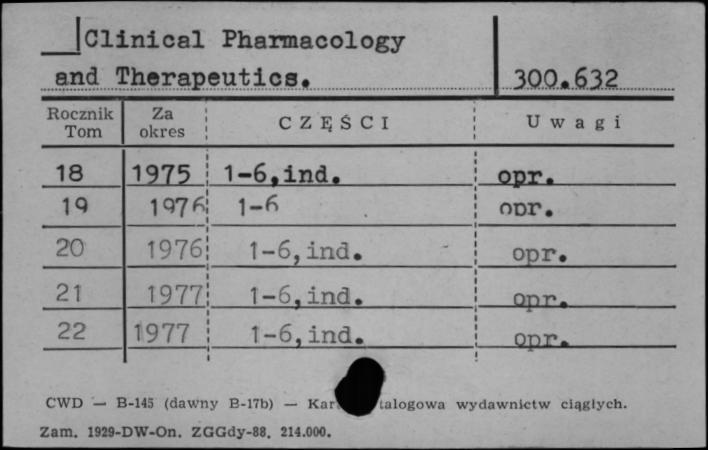 Clinical Pharmacology
and Therapeutics. 300.632
Rocznik Tom Za okres CZĘŚCI Uwagi
18 1975 1-6,ind. opr.
19 1976 1-6 opr.
20 1976 1-6,ind. opr.
21 1977 1-6,ind. opr.
22 1977 1-6,ind. opr.
CWD — B-145 (dawny B-17b) — Kar talogowa wydawnictw ciągłych.
Zam. 1929-DW-On. ZGGdy-88. 214.000.